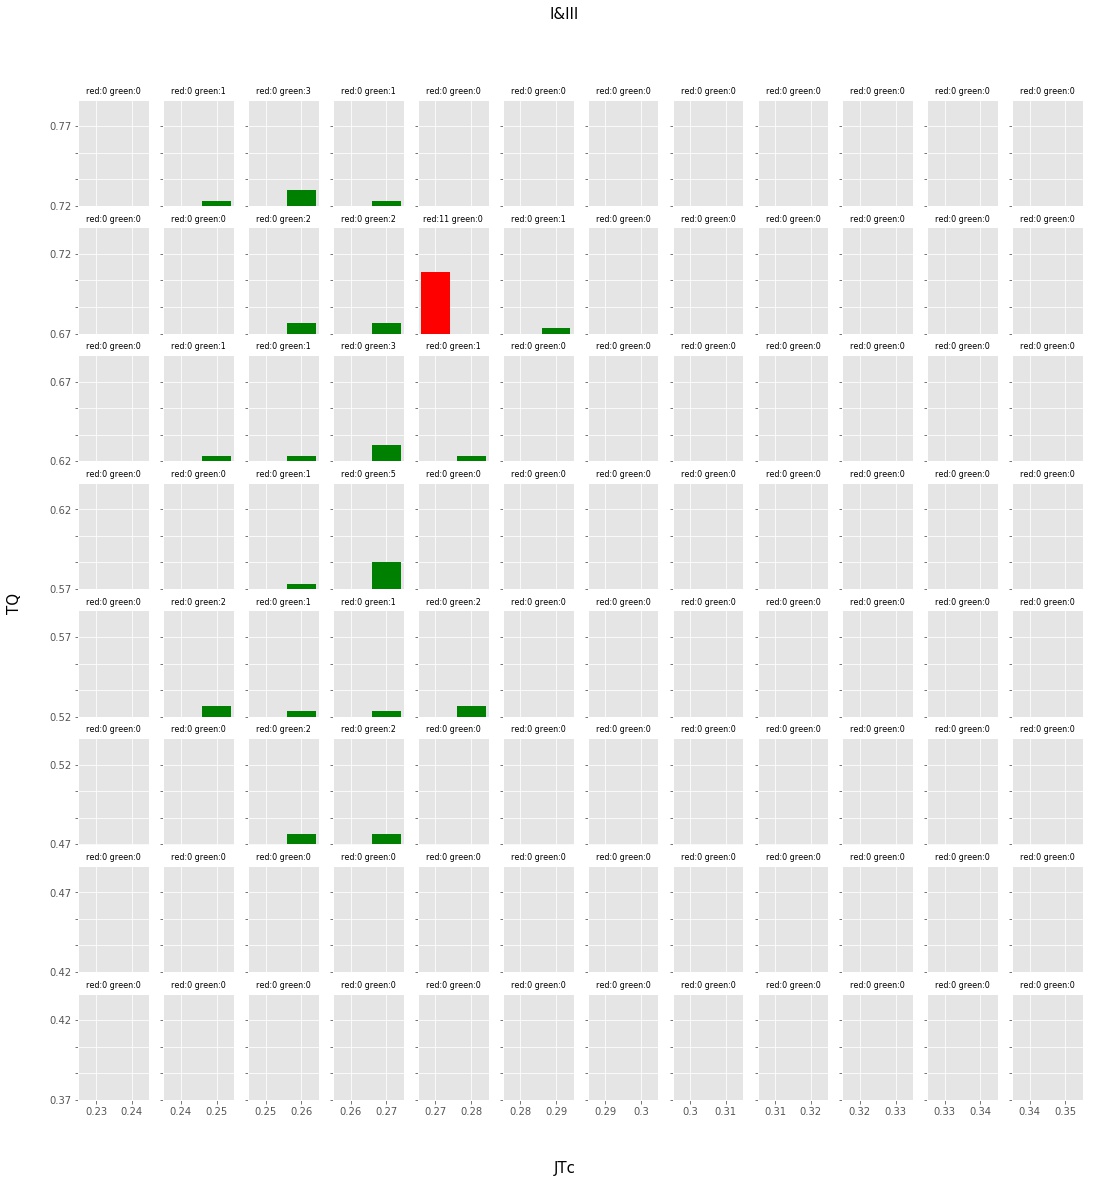 I&III
red:0 green:0 red:0 green:1 red:0 green:3 red:0 green:1 red:0 green:0 red:0 green:0 red:0 green:0 red:0 green:0 red:0 green:0 red:0 green:0 red:0 green:0 red:0 green:0
0.77
0.72
red:0 green:0 red:0 green:0 red:0 green:2 red:0 green:2 red:11 green:0 red:0 green:1 red:0 green:0 red:0 green:0 red:0 green:0 red:0 green:0 red:0 green:0 red:0 green:0
0.72
0.67
red:0 green:0 red:0 green:1 red:0 green:1 red:0 green:3 red:0 green:1 red:0 green:0 red:0 green:0 red:0 green:0 red:0 green:0 red:0 green:0 red:0 green:0 red:0 green:0
0.67
0.62
red:0 green:0 red:0 green:0 red:0 green:1 red:0 green:5 red:0 green:0 red:0 green:0 red:0 green:0 red:0 green:0 red:0 green:0 red:0 green:0 red:0 green:0 red:0 green:0
0.62
0.57
TQ
red:0 green:0 red:0 green:2 red:0 green:1 red:0 green:1 red:0 green:2 red:0 green:0 red:0 green:0 red:0 green:0 red:0 green:0 red:0 green:0 red:0 green:0 red:0 green:0
0.57
0.52
red:0 green:0 red:0 green:0 red:0 green:2 red:0 green:2 red:0 green:0 red:0 green:0 red:0 green:0 red:0 green:0 red:0 green:0 red:0 green:0 red:0 green:0 red:0 green:0
0.52
0.47
red:0 green:0 red:0 green:0 red:0 green:0 red:0 green:0 red:0 green:0 red:0 green:0 red:0 green:0 red:0 green:0 red:0 green:0 red:0 green:0 red:0 green:0 red:0 green:0
0.47
0.42
red:0 green:0 red:0 green:0 red:0 green:0 red:0 green:0 red:0 green:0 red:0 green:0 red:0 green:0 red:0 green:0 red:0 green:0 red:0 green:0 red:0 green:0 red:0 green:0
0.42
0.37
0.23 0.24 0.24 0.25 0.25 0.26 0.26 0.27 0.27 0.28 0.28 0.29 0.29 0.3 0.3 0.31 0.31 0.32 0.32 0.33 0.33 0.34 0.34 0.35
JTc